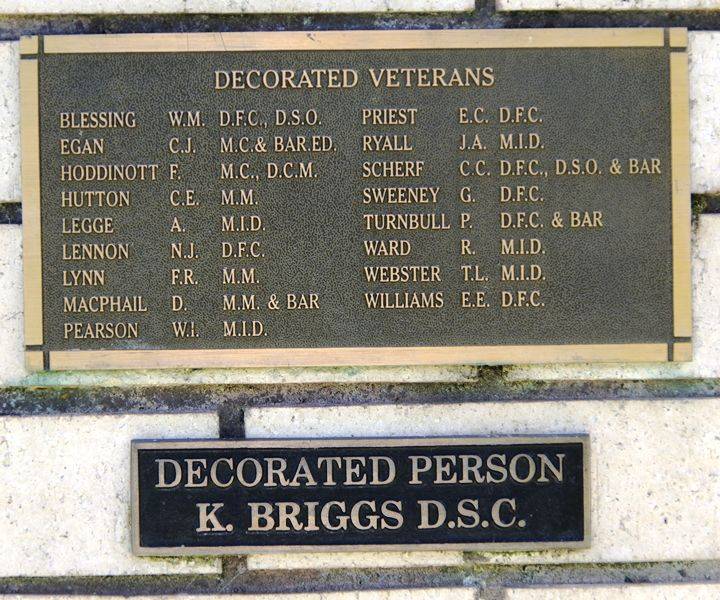 DECORATED VETERANS
BLESSING W.M. D.F.C., D.S.O.
EGAN C.J. M.C.& BAR.ED.
HODDINOTT F. M.C., D.C.M.
HUTTON C.E. M.M.
LEGGE A. M.I.D.
LENNON N.J. D.F.C.
LYNN F.R. M.M.
MACPHAIL D. M.M. & BAR
PEARSON W.I. M.I.D.
PRIEST E.C. D.F.C.
RYALL J.A. M.I.D.
SCHERF C.C. D.F.C., D.S.O. & BAR
SWEENEY G. D.F.C.
TURNBULL P. D.F.C. & BAR
WARD R. M.I.D.
WEBSTER T.L. M.I.D.
WILLIAMS E.E. D.F.C.
DECORATED PERSON
K. BRIGGS D.S.C.